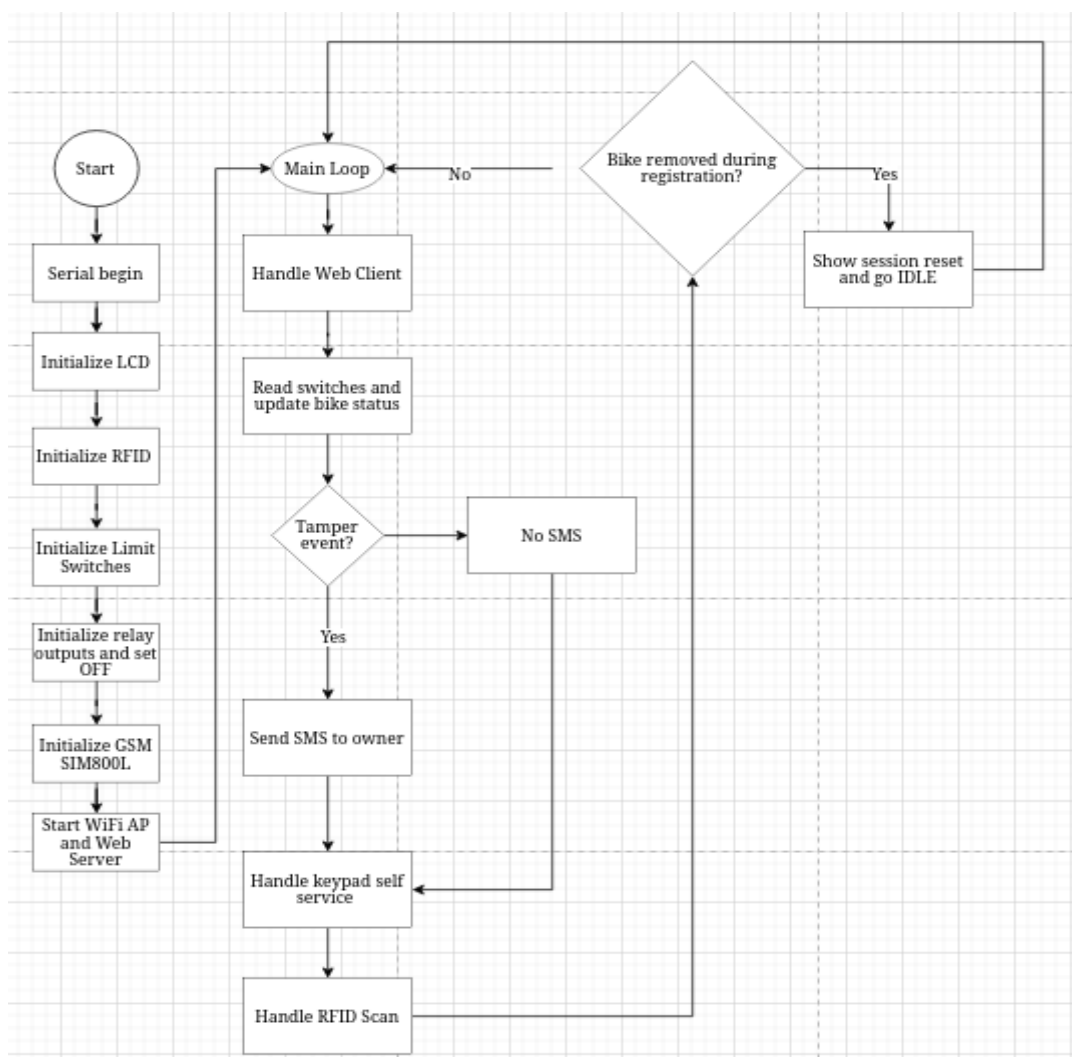 Start
Serial begin
Initialize LCD
Initialize RFID
Initialize Limit
Switches
Initialize relay
outputs and set
OFF
Initialize GSM
SIM800L
Start WiFi AP
and Web
Server
Main Loop
Handle Web Client
Read switches and
update bike status
Tamper
event?
No SMS
Yes
Send SMS to owner
Handle keypad self
service
Handle RFID Scan
Bike removed during
registration?
No
Yes
Show session reset
and go IDLE